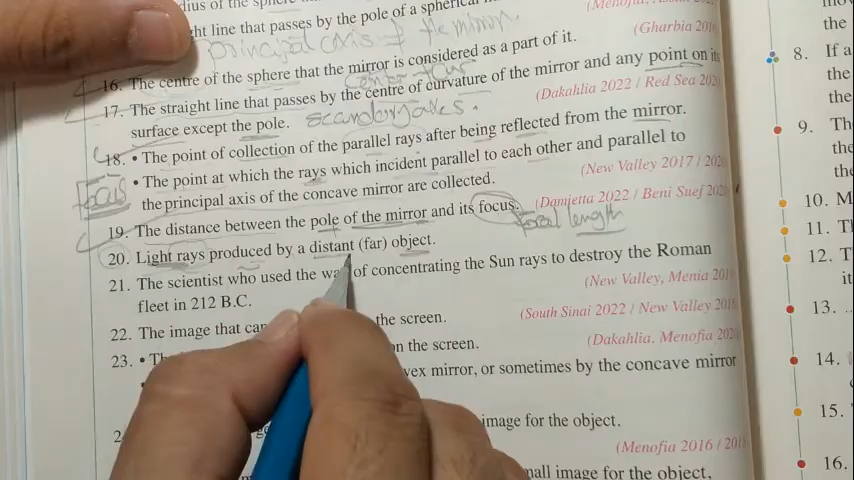 dius of the sphere
ht line that passes by the pole of a spherical
principal axis of the mirror.
(Menofia,
16. The centre of the sphere that the mirror is considered as a part of it.
(Gharbia 2016
17. The straight line that passes by the centre of curvature of the mirror and any point on its
surface except the pole.
(Dakahlia 2022 / Red Sea 202
18. • The point of collection of the parallel rays after being reflected from the mirror.
focus
• The point at which the rays which incident parallel to each other and parallel to
the principal axis of the concave mirror are collected.
(New Valley 2017 / 202
19. The distance between the pole of the mirror and its focus.
(Damietta 2022 / Beni Suef 202
focal length
20. Light rays produced by a distant (far) object.
21. The scientist who used the wa of concentrating the Sun rays to destroy the Roman
fleet in 212 B.C.
(New Valley, Menia 201
22. The image that can the screen.
(South Sinai 2022 / New Valley 201
23. • Th on the screen.
(Dakahlia, Menofia 202
vex mirror, or sometimes by the concave mirror
2 image for the object.
(Menofia 2016 / 201
mall image for the object,
the
8. If a
the
the
9. Th
the
the
10. M
11. T
12. T
it
13. ..
14.
15.
16.